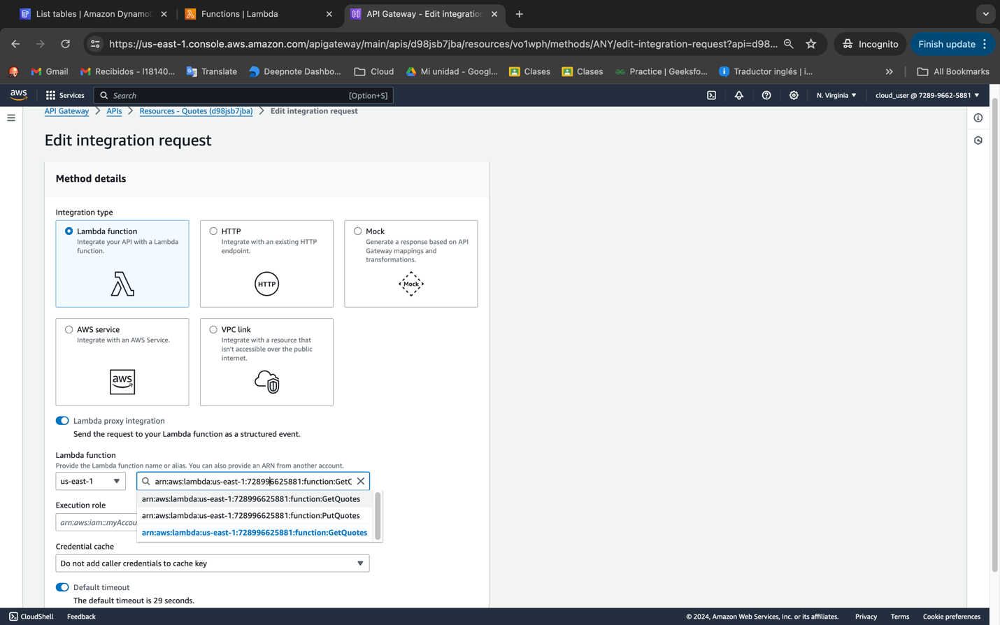 List tables | Amazon Dynamo
Functions | Lambda
API Gateway - Edit integration
https://us-east-1.console.aws.amazon.com/apigateway/main/apis/d98jsb7jba/resources/vo1wph/methods/ANY/edit-integration-request?api=d98...
Incognito
Finish update
Gmail
Recibidos - l18140...
Translate
Deepnote Dashbo...
Cloud
Mi unidad - Googl...
Clases
Clases
Practice | Geeksfo...
Traductor inglés | i...
All Bookmarks
aws
Services
Search
[Option+S]
N. Virginia
cloud_user @ 7289-9662-5881
API Gateway
APIs
Resources - Quotes (d98jsb7jba)
Edit integration request
Edit integration request
Method details
Integration type
Lambda function
Integrate your API with a Lambda
function.
HTTP
Integrate with an existing HTTP
endpoint.
HTTP
Mock
Generate a response based on API
Gateway mappings and
transformations.
Mock
AWS service
Integrate with an AWS Service.
aws
VPC link
Integrate with a resource that
isn't accessible over the public
internet.
Lambda proxy integration
Send the request to your Lambda function as a structured event.
Lambda function
Provide the Lambda function name or alias. You can also provide an ARN from another account.
us-east-1
arn:aws:lambda:us-east-1:728996625881:function:GetQ
arn:aws:lambda:us-east-1:728996625881:function:GetQuotes
arn:aws:lambda:us-east-1:728996625881:function:PutQuotes
arn:aws:lambda:us-east-1:728996625881:function:GetQuotes
Execution role
arn:aws:iam::myAccou
Credential cache
Do not add caller credentials to cache key
Default timeout
The default timeout is 29 seconds.
CloudShell
Feedback
© 2024, Amazon Web Services, Inc. or its affiliates.
Privacy
Terms
Cookie preferences